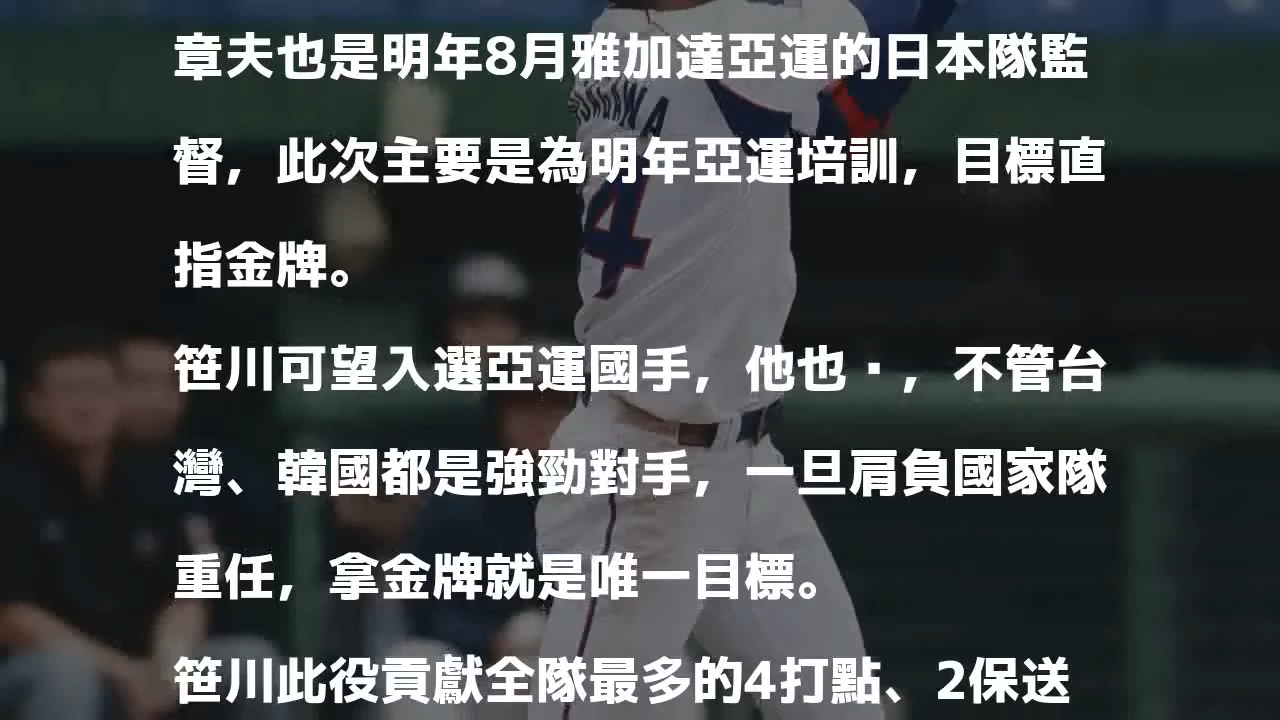 章夫也是明年8月雅加達亞運的日本隊監
督，此次主要是為明年亞運培訓，目標直
指金牌。
笹川可望入選亞運國手，他也·，不管台
灣、韓國都是強勁對手，一旦肩負國家隊
重任，拿金牌就是唯一目標。
笹川此役貢獻全隊最多的4打點、2保送
4